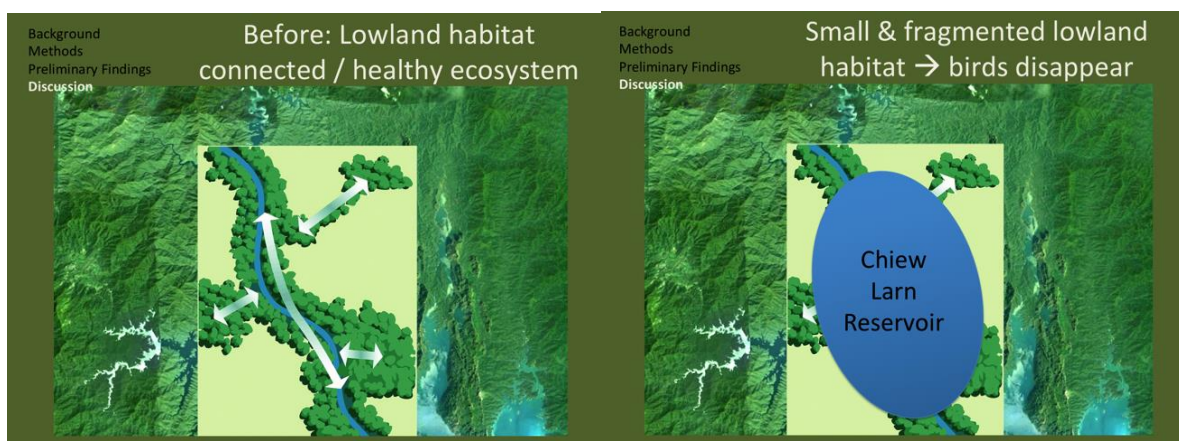 Background
Methods
Preliminary Findings
Discussion
Before: Lowland habitat
connected / healthy ecosystem
Background
Methods
Preliminary Findings
Discussion
Small & fragmented lowland
habitat → birds disappear
Chiew
Larn
Reservoir